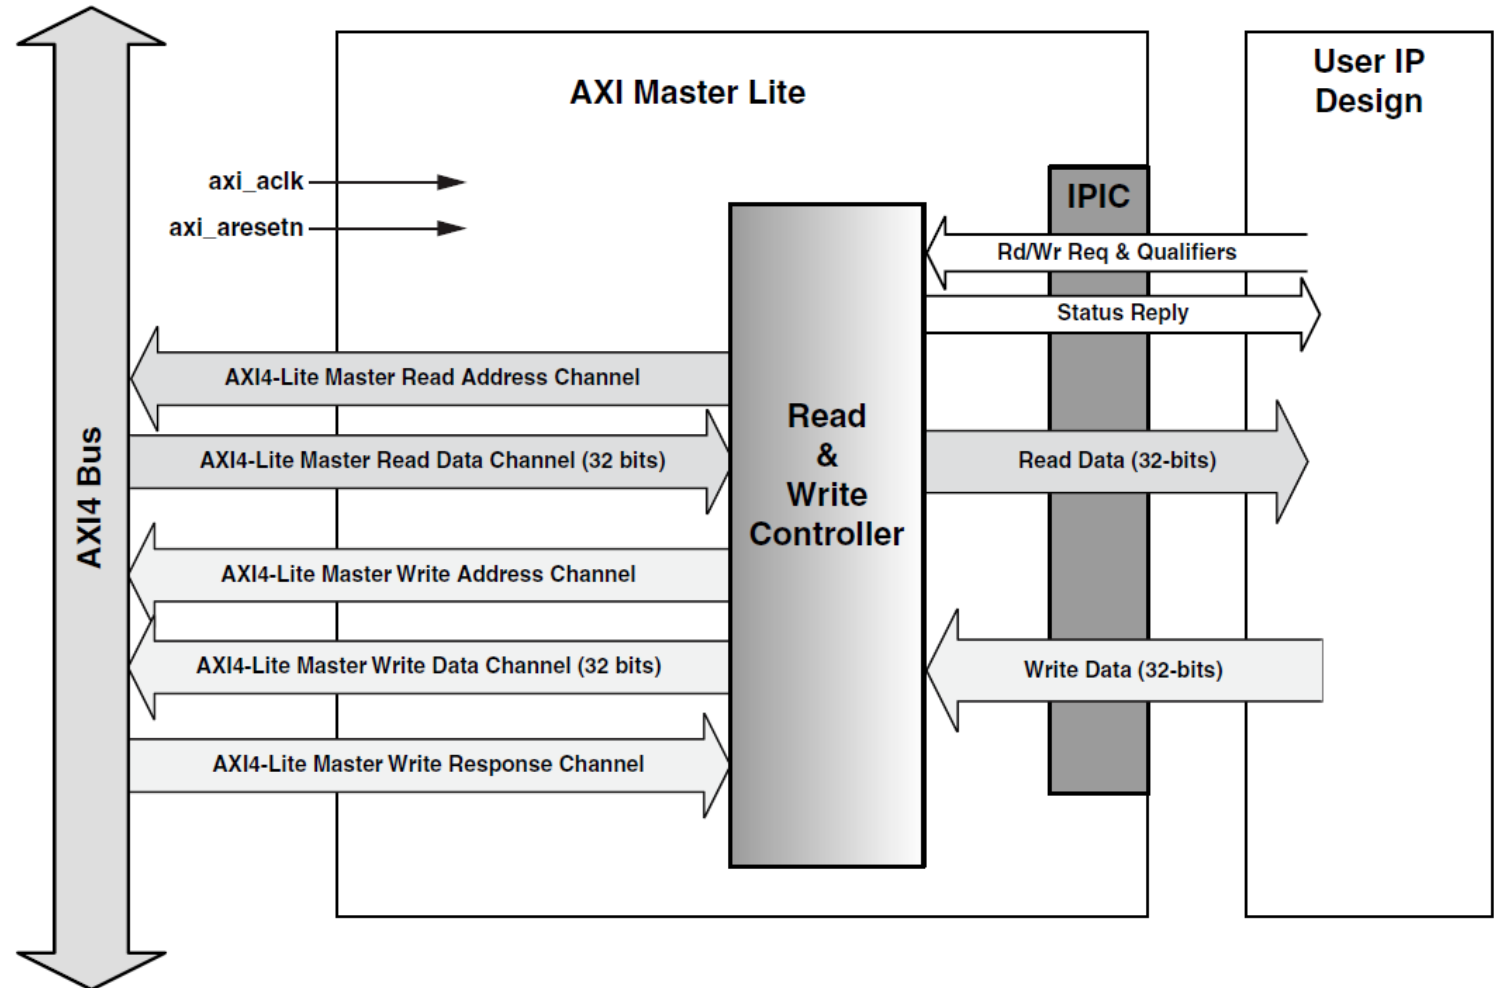 AXI Master Lite
User IP
Design
axi_aclk
axi_aresetn
IPIC
Rd/Wr Req & Qualifiers
Status Reply
AXI4-Lite Master Read Address Channel
AXI4-Lite Master Read Data Channel (32 bits)
AXI4 Bus
Read
&
Write
Controller
Read Data (32-bits)
AXI4-Lite Master Write Address Channel
AXI4-Lite Master Write Data Channel (32 bits)
Write Data (32-bits)
AXI4-Lite Master Write Response Channel